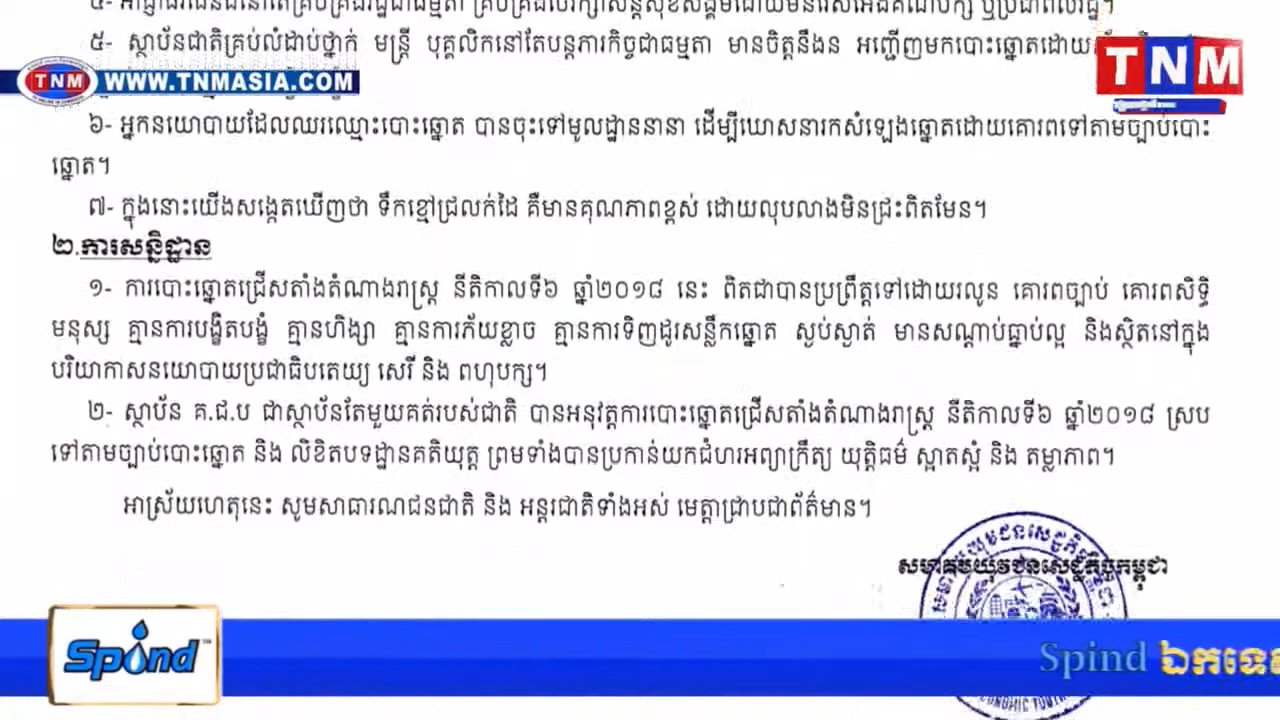 ៥- ស្ថាប័នជាតិគ្រប់លំដាប់ថ្នាក់ មន្ត្រី បុគ្គលិកនៅតែបន្តភារកិច្ចជាធម្មតា មានចិត្តនឹងន អញ្ជើញមកបោះឆ្នោតដោយ
TNM
WWW.TNMASIA.COM
TNM
៦- អ្នកនយោបាយដែលឈរឈ្មោះបោះឆ្នោត បានចុះទៅមូលដ្ឋាននានា ដើម្បីឃោសនារកសំឡេងឆ្នោតដោយគោរពទៅតាមច្បាប់បោះ
ឆ្នោត។
៧- ក្នុងនោះយើងសង្កេតឃើញថា ទឹកខ្មៅជ្រលក់ដៃ គឺមានគុណភាពខ្ពស់ ដោយលុបលាងមិនជ្រះពិតមែន។
២.ការសន្និដ្ឋាន
១- ការបោះឆ្នោតជ្រើសតាំងតំណាងរាស្ត្រ នីតិកាលទី៦ ឆ្នាំ២០១៨ នេះ ពិតជាបានប្រព្រឹត្តទៅដោយរលូន គោរពច្បាប់ គោរពសិទ្ធិ
មនុស្ស គ្មានការបង្ខិតបង្ខំ គ្មានហិង្សា គ្មានការភ័យខ្លាច គ្មានការទិញដូរសន្លឹកឆ្នោត ស្ងប់ស្ងាត់ មានសណ្តាប់ធ្នាប់ល្អ និងស្ថិតនៅក្នុង
បរិយាកាសនយោបាយប្រជាធិបតេយ្យ សេរី និង ពហុបក្ស។
២- ស្ថាប័ន គ.ជ.ប ជាស្ថាប័នតែមួយគត់របស់ជាតិ បានអនុវត្តការបោះឆ្នោតជ្រើសតាំងតំណាងរាស្ត្រ នីតិកាលទី៦ ឆ្នាំ២០១៨ ស្រប
ទៅតាមច្បាប់បោះឆ្នោត និង លិខិតបទដ្ឋានគតិយុត្ត ព្រមទាំងបានប្រកាន់យកជំហរអព្យាក្រឹត្យ យុត្តិធម៌ ស្អាតស្អំ និង តម្លាភាព។
អាស្រ័យហេតុនេះ សូមសាធារណជនជាតិ និង អន្តរជាតិទាំងអស់ មេត្តាជ្រាបជាព័ត៌មាន។
សមាគមយុវជនសេដ្ឋកិច្ចកម្ពុជា
Spind
Spind ឯកទេស